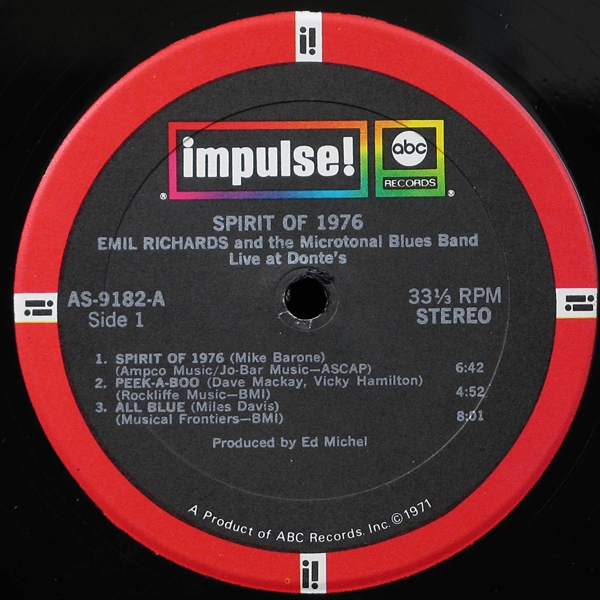 i!
impulse!
abc
RECORDS
®
®
SPIRIT OF 1976
EMIL RICHARDS and the Microtonal Blues Band
Live at Donte's
i!
AS-9182-A
33⅓ RPM
i!
Side 1
STEREO
1. SPIRIT OF 1976 (Mike Barone)
(Ampco Music/Jo-Bar Music—ASCAP) 6:42
2. PEEK-A-BOO (Dave Mackay, Vicky Hamilton)
(Rockliffe Music—BMI) 4:52
3. ALL BLUE (Miles Davis)
(Musical Frontiers—BMI) 8:01
Produced by Ed Michel
A Product of ABC Records, Inc. ©1971
i!